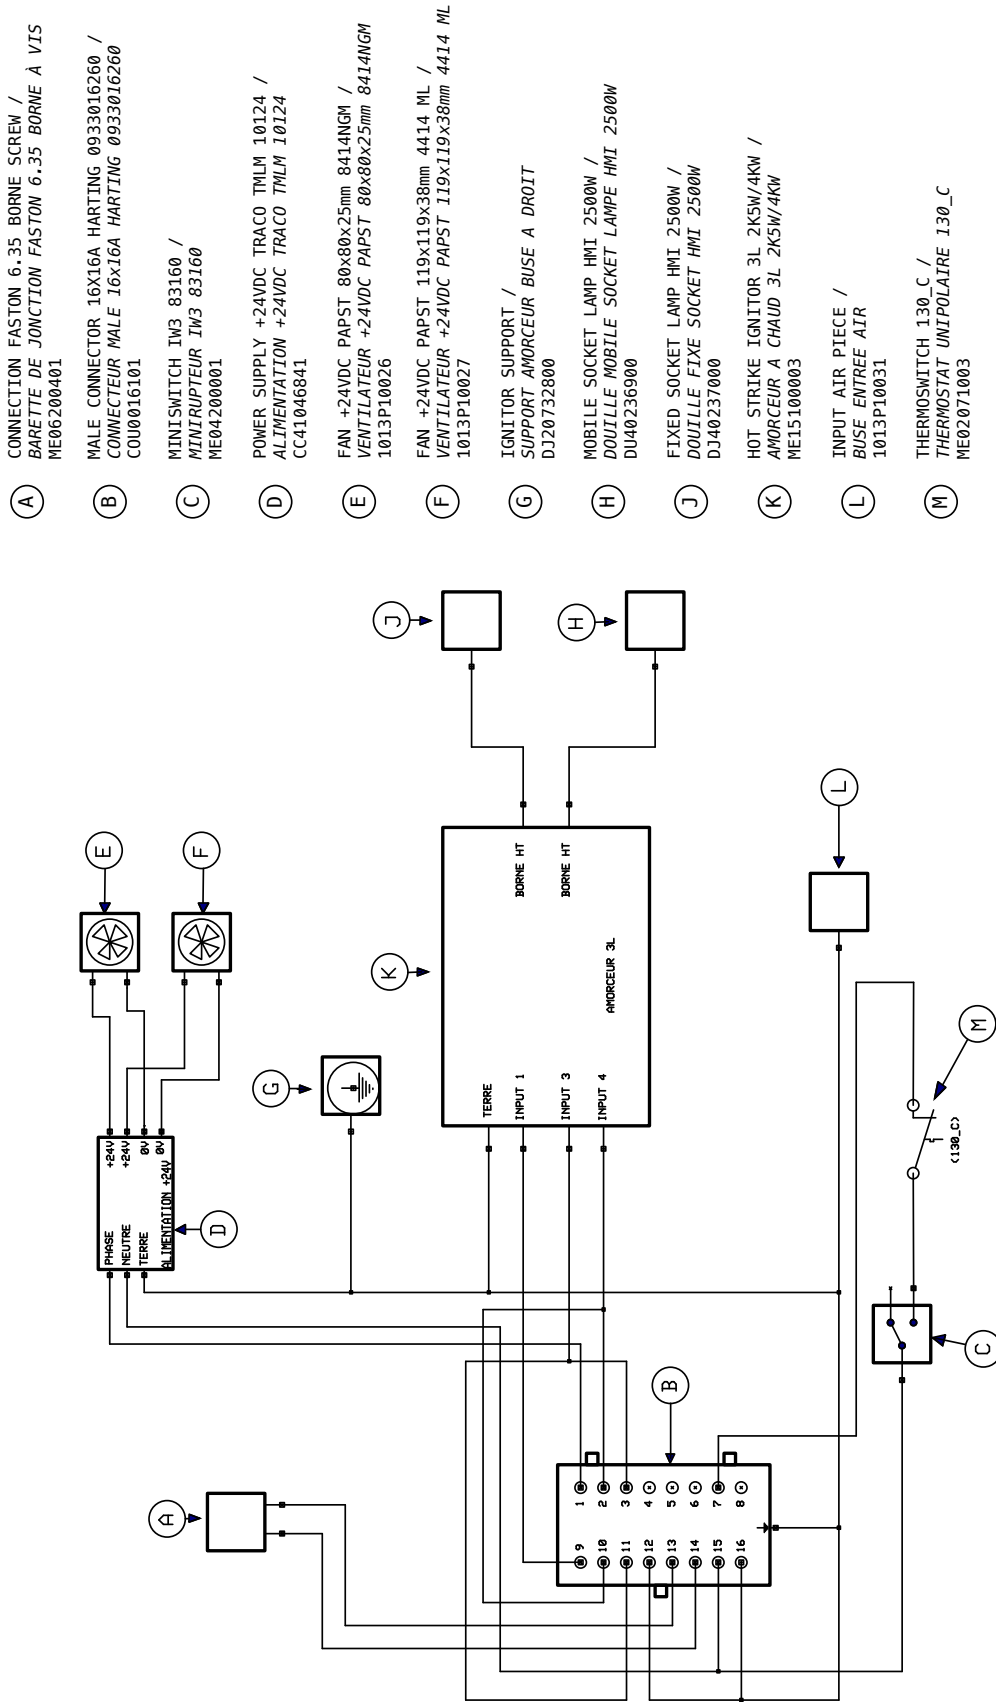 CONNECTION FASTON 6.35 BORNE SCREW /
BARETTE DE JONCTION FASTON 6.35 BORNE À VIS
ME06200401
A
MALE CONNECTOR 16X16A HARTING 0933016260 /
CONNECTEUR MALE 16x16A HARTING 0933016260
COU0016101
B
MINISWITCH IW3 83160 /
MINIRUPTEUR IW3 83160
ME04200001
C
POWER SUPPLY +24VDC TRACO TMLM 10124 /
ALIMENTATION +24VDC TRACO TMLM 10124
CC41046841
D
FAN +24VDC PAPST 80x80x25mm 8414NGM /
VENTILATEUR +24VDC PAPST 80x80x25mm 8414NGM
1013P10026
E
FAN +24VDC PAPST 119x119x38mm 4414 ML /
VENTILATEUR +24VDC PAPST 119x119x38mm 4414 ML
1013P10027
F
IGNITOR SUPPORT /
SUPPORT AMORCEUR BUSE A DROIT
DJ20732800
G
MOBILE SOCKET LAMP HMI 2500W /
DOUILLE MOBILE SOCKET LAMPE HMI 2500W
DU40236900
H
FIXED SOCKET LAMP HMI 2500W /
DOUILLE FIXE SOCKET HMI 2500W
DJ40237000
J
HOT STRIKE IGNITOR 3L 2K5W/4KW /
AMORCEUR A CHAUD 3L 2K5W/4KW
ME15100003
K
INPUT AIR PIECE /
BUSE ENTREE AIR
1013P10031
L
THERMOSWITCH 130_C /
THERMOSTAT UNIPOLAIRE 130_C
ME02071003
M
E
F
J
H
L
K
G
M
D
C
B
A
+24V
+24V
0V
0V
PHASE
NEUTRE
TERRE
ALIMENTATION +24V
BORNE HT
BORNE HT
AMORCEUR 3L
TERRE
INPUT 1
INPUT 3
INPUT 4
(130_C)
1
2
3
4
5
6
7
8
9
10
11
12
13
14
15
16